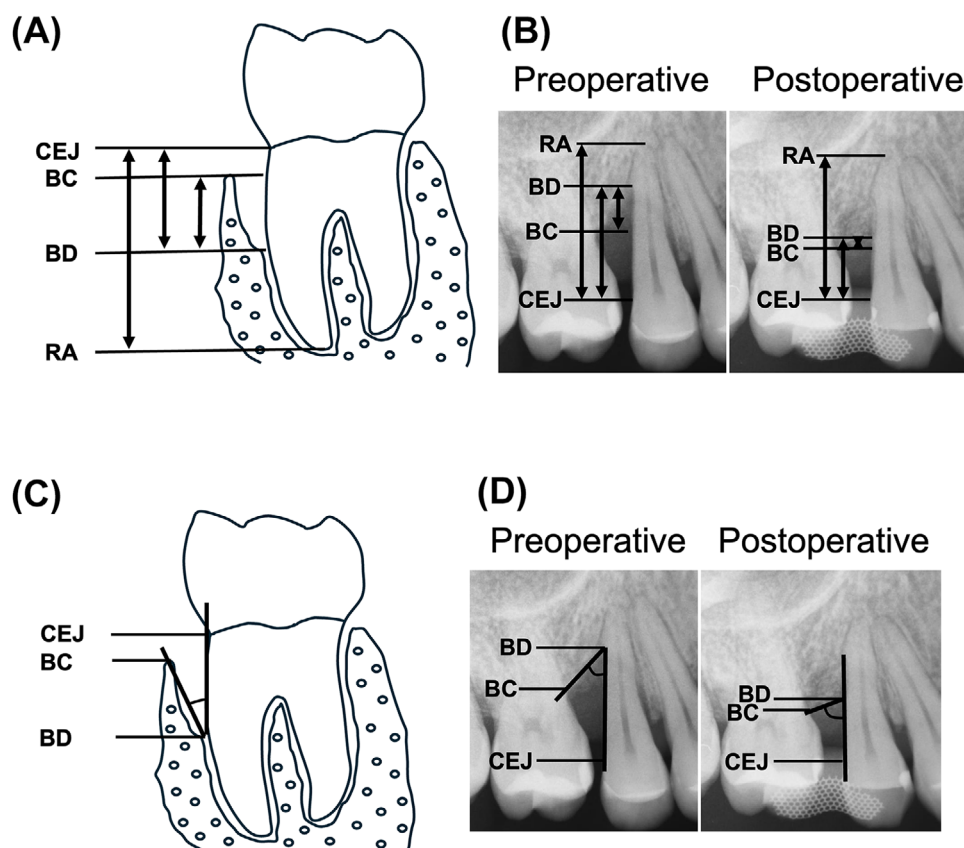 (A)
CEJ
BC
BD
RA
(B)
Preoperative
RA
BD
BC
CEJ
Postoperative
RA
BD
BC
CEJ
(C)
CEJ
BC
BD
(D)
Preoperative
BD
BC
CEJ
Postoperative
BD
BC
CEJ